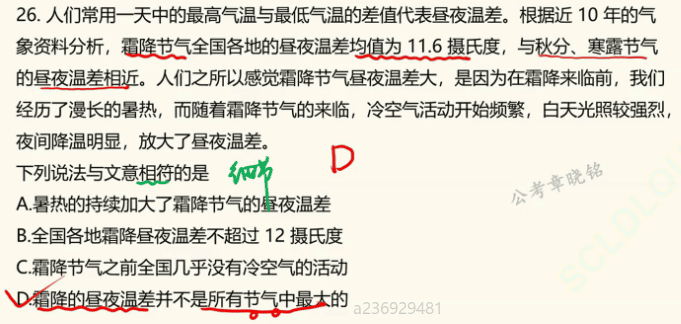 26. 人们常用一天中的最高气温与最低气温的差值代表昼夜温差。根据近 10 年的气
象资料分析，霜降节气全国各地的昼夜温差均值为 11.6 摄氏度，与秋分、寒露节气
的昼夜温差相近。人们之所以感觉霜降节气昼夜温差大，是因为在霜降来临前，我们
经历了漫长的暑热，而随着霜降节气的来临，冷空气活动开始频繁，白天光照较强烈，
夜间降温明显，放大了昼夜温差。
下列说法与文意相符的是 细节 D
A.暑热的持续加大了霜降节气的昼夜温差
B.全国各地霜降昼夜温差不超过 12 摄氏度
C.霜降节气之前全国几乎没有冷空气的活动
D.霜降的昼夜温差并不是所有节气中最大的
公考章晓铭
SCLDLO
a236929481